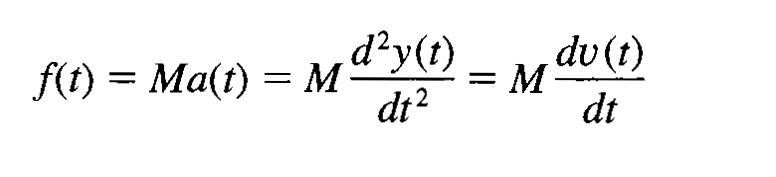 f(t) = Ma(t) = M d²y(t)/dt² = M dv(t)/dt